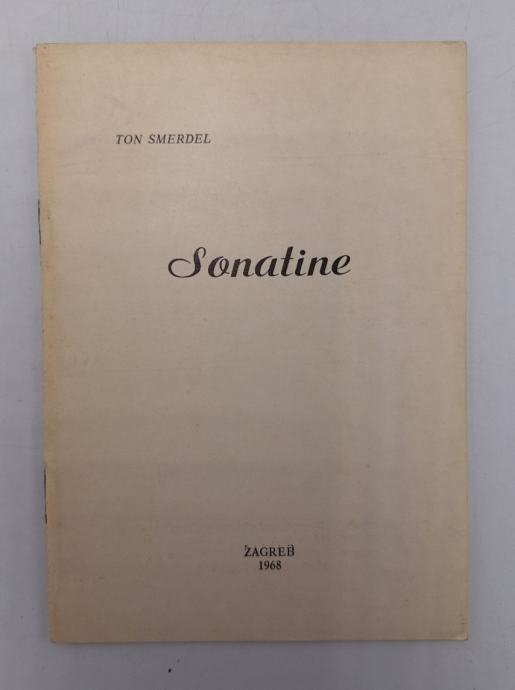 TON SMERDEL
Sonatine
ZAGREB
1968